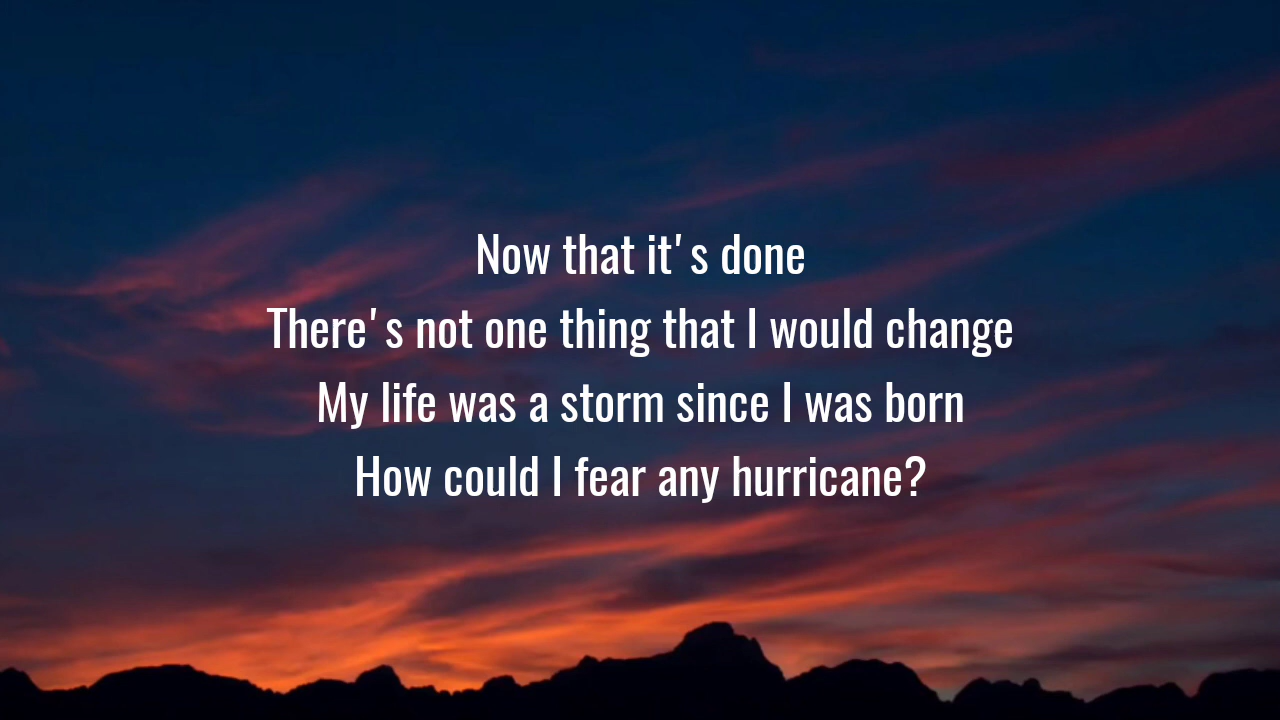 Now that it's done
There's not one thing that I would change
My life was a storm since I was born
How could I fear any hurricane?